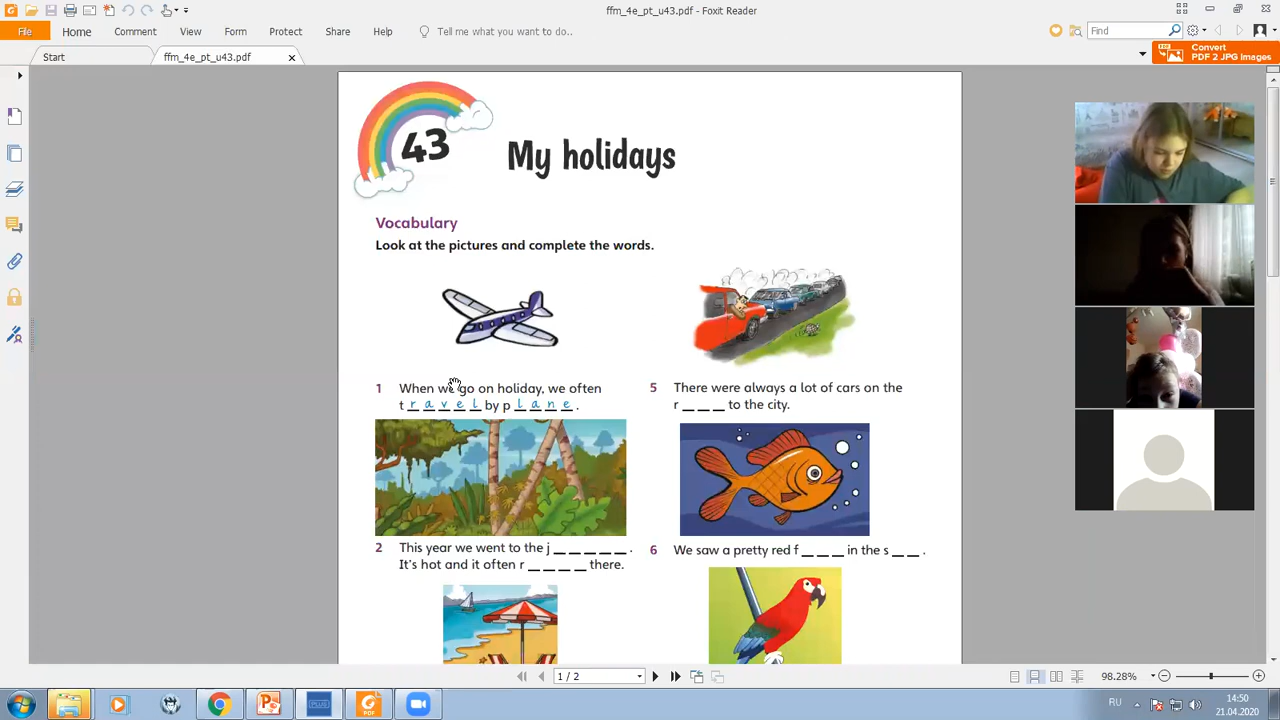 ffm_4e_pt_u43.pdf - Foxit Reader
File Home Comment View Form Protect Share Help Tell me what you want to do.. Find
Start ffm_4e_pt_u43.pdf
Convert
PDF 2 JPG Images
43
My holidays
Vocabulary
Look at the pictures and complete the words.
1 When we go on holiday, we often
t r a v e l by p l a n e .
2 This year we went to the j _ _ _ _ _ .
It's hot and it often r _ _ _ _ there.
5 There were always a lot of cars on the
r _ _ _ to the city.
6 We saw a pretty red f _ _ _ in the s _ _ .
1 / 2
98.28%
PLUS
PDF
RU
14:50
21.04.2020